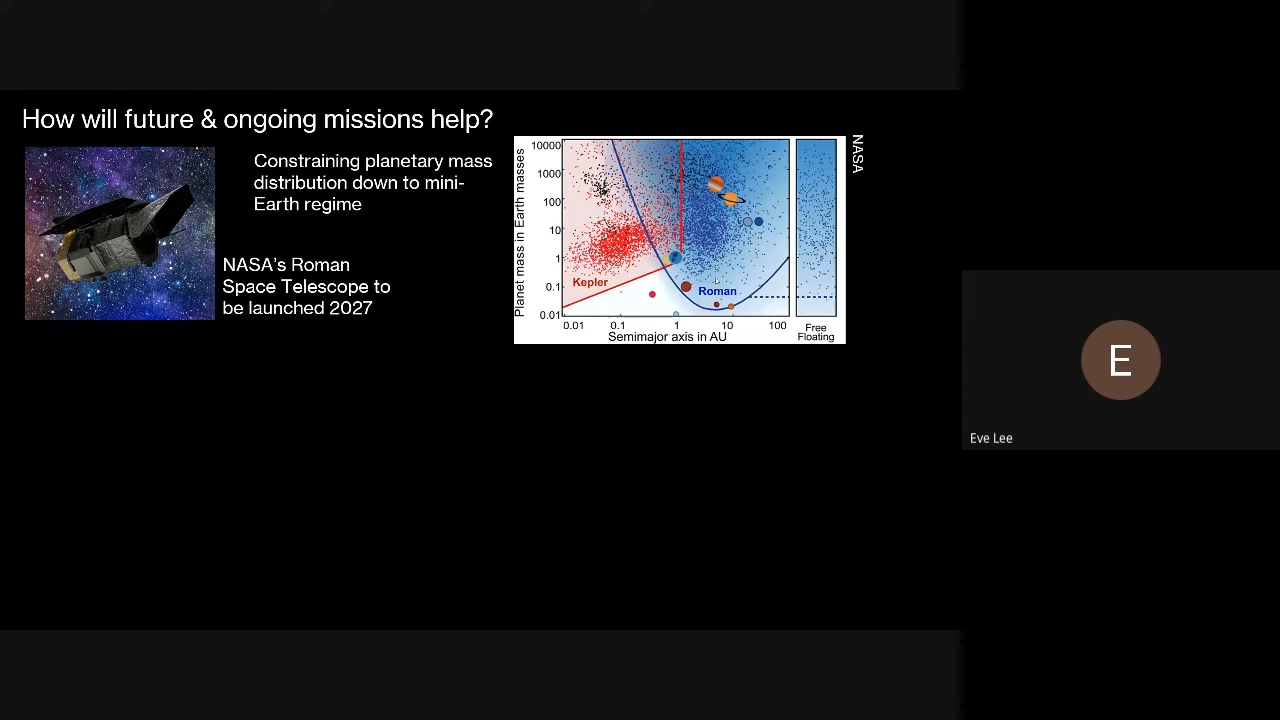 How will future & ongoing missions help?
Constraining planetary mass
distribution down to mini-
Earth regime
NASA's Roman
Space Telescope to
be launched 2027
NASA
Planet mass in Earth masses
10000
1000
100
10
1
0.1
0.01
Kepler
Roman
0.01
0.1
1
10
100
Semimajor axis in AU
Free
Floating
E
Eve Lee